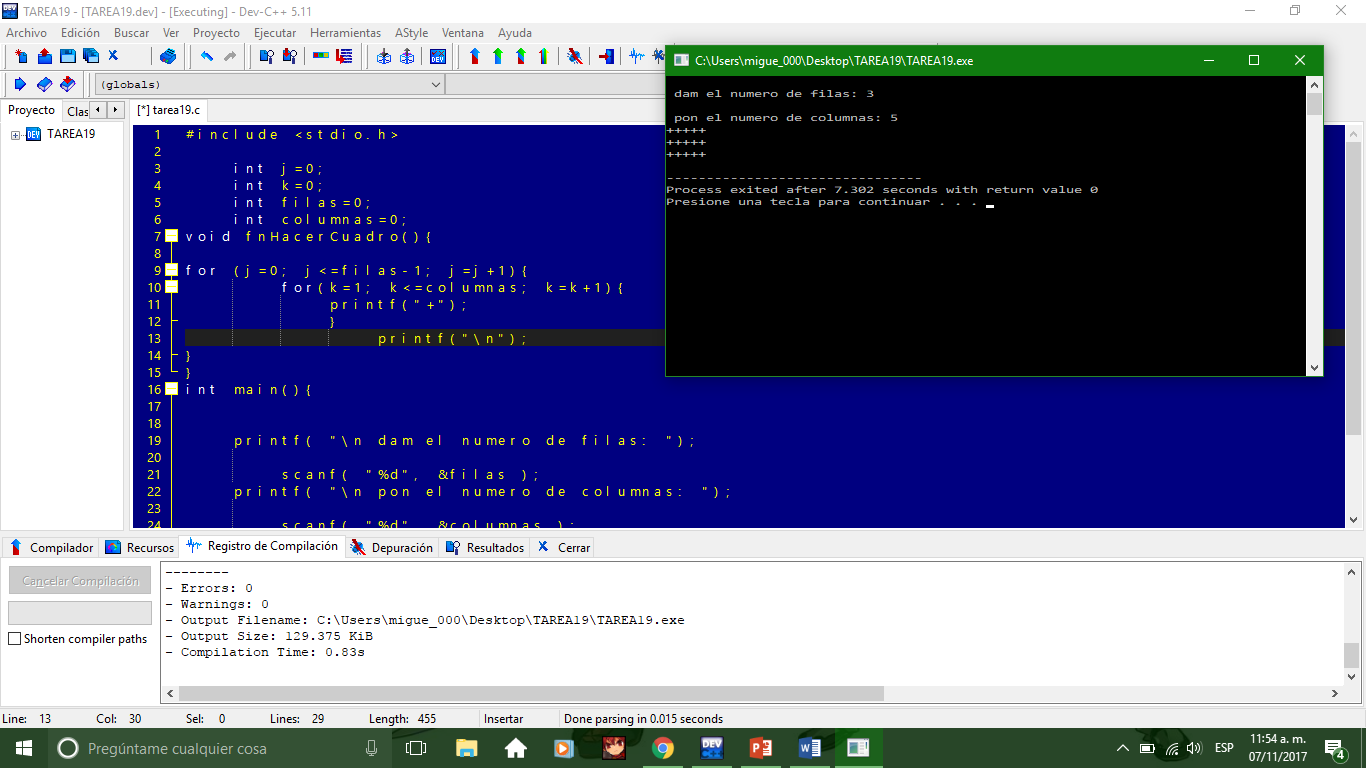 TAREA19 - [TAREA19.dev] - [Executing] - Dev-C++ 5.11
Archivo Edición Buscar Ver Proyecto Ejecutar Herramientas AStyle Ventana Ayuda
(globals)
Proyecto Clas
[*] tarea19.c
TAREA19
1 #include <stdio.h>
2
3 int j=0;
4 int k=0;
5 int filas=0;
6 int columnas=0;
7 void fnHacerCuadro(){
8
9 for (j=0; j<=filas-1; j=j+1){
10 for(k=1; k<=columnas; k=k+1){
11 printf("+");
12 }
13 printf("\n");
14 }
15 }
16 int main(){
17
18
19 printf( "\n dam el numero de filas: ");
20
21 scanf( "%d", &filas );
22 printf( "\n pon el numero de columnas: ");
23
24 scanf( "%d", &columnas );
C:\Users\migue_000\Desktop\TAREA19\TAREA19.exe
dam el numero de filas: 3
pon el numero de columnas: 5
+++++
+++++
+++++
--------------------------------
Process exited after 7.302 seconds with return value 0
Presione una tecla para continuar . . .
Compilador Recursos Registro de Compilación Depuración Resultados Cerrar
Cancelar Compilación
Shorten compiler paths
--------
- Errors: 0
- Warnings: 0
- Output Filename: C:\Users\migue_000\Desktop\TAREA19\TAREA19.exe
- Output Size: 129.375 KiB
- Compilation Time: 0.83s
Line: 13 Col: 30 Sel: 0 Lines: 29 Length: 455 Insertar Done parsing in 0.015 seconds
Pregúntame cualquier cosa
ESP
11:54 a. m.
07/11/2017
4